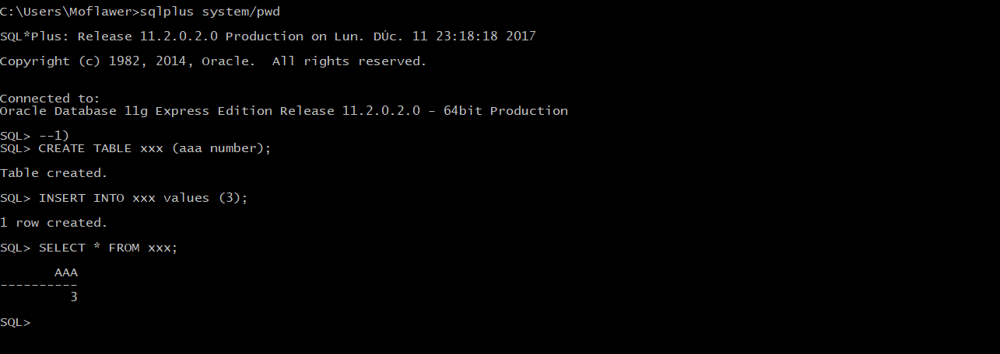 C:\Users\Moflawer>sqlplus system/pwd
SQL*Plus: Release 11.2.0.2.0 Production on Lun. DÚc. 11 23:18:18 2017
Copyright (c) 1982, 2014, Oracle.  All rights reserved.
Connected to:
Oracle Database 11g Express Edition Release 11.2.0.2.0 - 64bit Production
SQL> --1)
SQL> CREATE TABLE xxx (aaa number);
Table created.
SQL> INSERT INTO xxx values (3);
1 row created.
SQL> SELECT * FROM xxx;
AAA
----------
3
SQL>